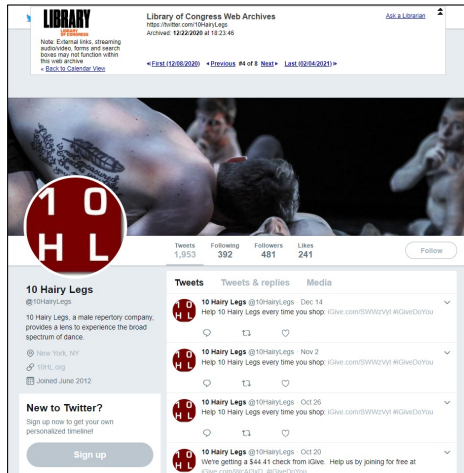 LIBRARY
OF CONGRESS
Library of Congress Web Archives
https://twitter.com/10HairyLegs
Archived: 12/22/2020 at 18:23:46
Ask a Librarian
Note: External links, streaming
audio/video, forms and search
boxes may not function within
this web archive
« Back to Calendar View
First (12/08/2020) Previous #4 of 8 Next Last (02/04/2021)
10
HL
Tweets Following Followers Likes
1,953 392 481 241
Follow
10 Hairy Legs
@10HairyLegs
10 Hairy Legs, a male repertory company,
provides a lens to experience the broad
spectrum of dance.
New York, NY
10HL.org
Joined June 2012
New to Twitter?
Sign up now to get your own
personalized timeline!
Sign up
Tweets Tweets & replies Media
10 Hairy Legs @10HairyLegs · Dec 14
Help 10 Hairy Legs every time you shop: iGive.com/SWWzVyt #iGiveDoYou
10 Hairy Legs @10HairyLegs · Nov 2
Help 10 Hairy Legs every time you shop: iGive.com/SWWzVyt #iGiveDoYou
10 Hairy Legs @10HairyLegs · Oct 26
Help 10 Hairy Legs every time you shop: iGive.com/SWWzVyt #iGiveDoYou
10 Hairy Legs @10HairyLegs · Oct 20
We're getting a $44.41 check from iGive. Help us by joining for free at
#iGiveDoYou